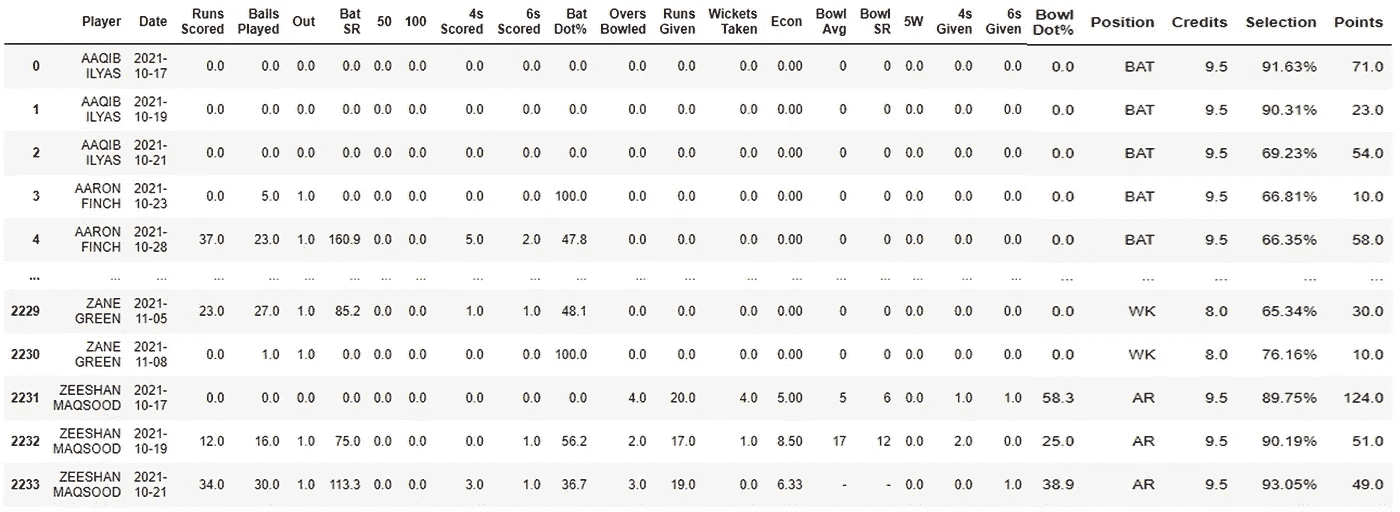 Player Date Runs Scored Balls Played Out Bat SR 50 100 4s Scored 6s Scored Bat Dot% Overs Bowled Runs Given Wickets Taken Econ Bowl Avg Bowl SR 5W 4s Given 6s Given Bowl Dot% Position Credits Selection Points
0 AAQIB ILYAS 2021-10-17 0.0 0.0 0.0 0.0 0.0 0.0 0.0 0.0 0.0 0.0 0.0 0.0 0.00 0 0 0.0 0.0 0.0 0.0 BAT 9.5 91.63% 71.0
1 AAQIB ILYAS 2021-10-19 0.0 0.0 0.0 0.0 0.0 0.0 0.0 0.0 0.0 0.0 0.0 0.0 0.00 0 0 0.0 0.0 0.0 0.0 BAT 9.5 90.31% 23.0
2 AAQIB ILYAS 2021-10-21 0.0 0.0 0.0 0.0 0.0 0.0 0.0 0.0 0.0 0.0 0.0 0.0 0.00 0 0 0.0 0.0 0.0 0.0 BAT 9.5 69.23% 54.0
3 AARON FINCH 2021-10-23 0.0 5.0 1.0 0.0 0.0 0.0 0.0 0.0 100.0 0.0 0.0 0.0 0.00 0 0 0.0 0.0 0.0 0.0 BAT 9.5 66.81% 10.0
4 AARON FINCH 2021-10-28 37.0 23.0 1.0 160.9 0.0 0.0 5.0 2.0 47.8 0.0 0.0 0.0 0.00 0 0 0.0 0.0 0.0 0.0 BAT 9.5 66.35% 58.0
... ... ... ... ... ... ... ... ... ... ... ... ... ... ... ... ... ... ... ... ... ... ... ... ... ...
2229 ZANE GREEN 2021-11-05 23.0 27.0 1.0 85.2 0.0 0.0 1.0 1.0 48.1 0.0 0.0 0.0 0.00 0 0 0.0 0.0 0.0 0.0 WK 8.0 65.34% 30.0
2230 ZANE GREEN 2021-11-08 0.0 1.0 1.0 0.0 0.0 0.0 0.0 0.0 100.0 0.0 0.0 0.0 0.00 0 0 0.0 0.0 0.0 0.0 WK 8.0 76.16% 10.0
2231 ZEESHAN MAQSOOD 2021-10-17 0.0 0.0 0.0 0.0 0.0 0.0 0.0 0.0 0.0 4.0 20.0 4.0 5.00 5 6 0.0 1.0 1.0 58.3 AR 9.5 89.75% 124.0
2232 ZEESHAN MAQSOOD 2021-10-19 12.0 16.0 1.0 75.0 0.0 0.0 0.0 1.0 56.2 2.0 17.0 1.0 8.50 17 12 0.0 2.0 0.0 25.0 AR 9.5 90.19% 51.0
2233 ZEESHAN MAQSOOD 2021-10-21 34.0 30.0 1.0 113.3 0.0 0.0 3.0 1.0 36.7 3.0 19.0 0.0 6.33 - - 0.0 0.0 1.0 38.9 AR 9.5 93.05% 49.0